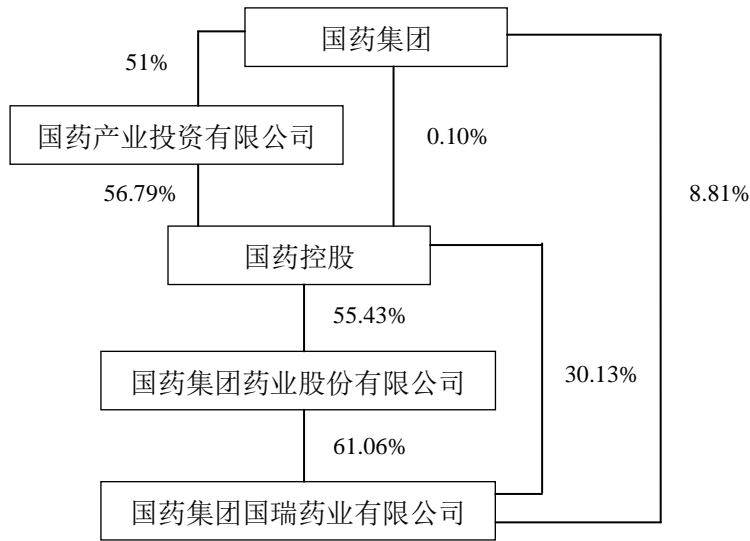 国药集团
51%
国药产业投资有限公司
0.10%
56.79%
8.81%
国药控股
55.43%
30.13%
国药集团药业股份有限公司
61.06%
国药集团国瑞药业有限公司